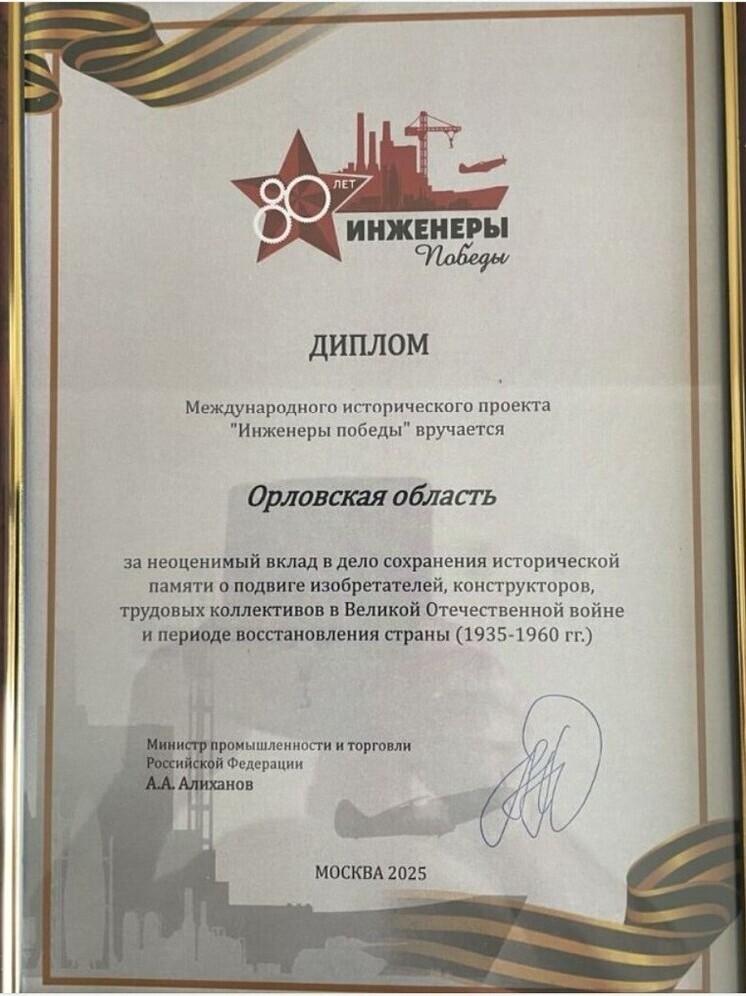 80 ЛЕТ
ИНЖЕНЕРЫ
Победы
ДИПЛОМ
Международного исторического проекта
"Инженеры победы" вручается
Орловская область
за неоценимый вклад в дело сохранения исторической
памяти о подвиге изобретателей, конструкторов,
трудовых коллективов в Великой Отечественной войне
и периоде восстановления страны (1935-1960 гг.)
Министр промышленности и торговли
Российской Федерации
А.А. Алиханов
МОСКВА 2025